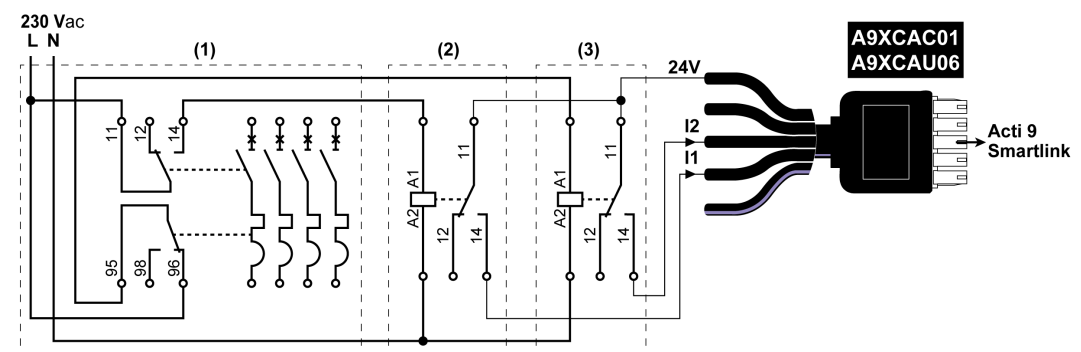 230 Vac
L N
(1)
(2)
(3)
24V
A9XCAC01
A9XCAU06
11
12
14
11
11
I2
I1
Acti 9
Smartlink
A1
A2
A1
A2
12
14
12
14
95
98
96